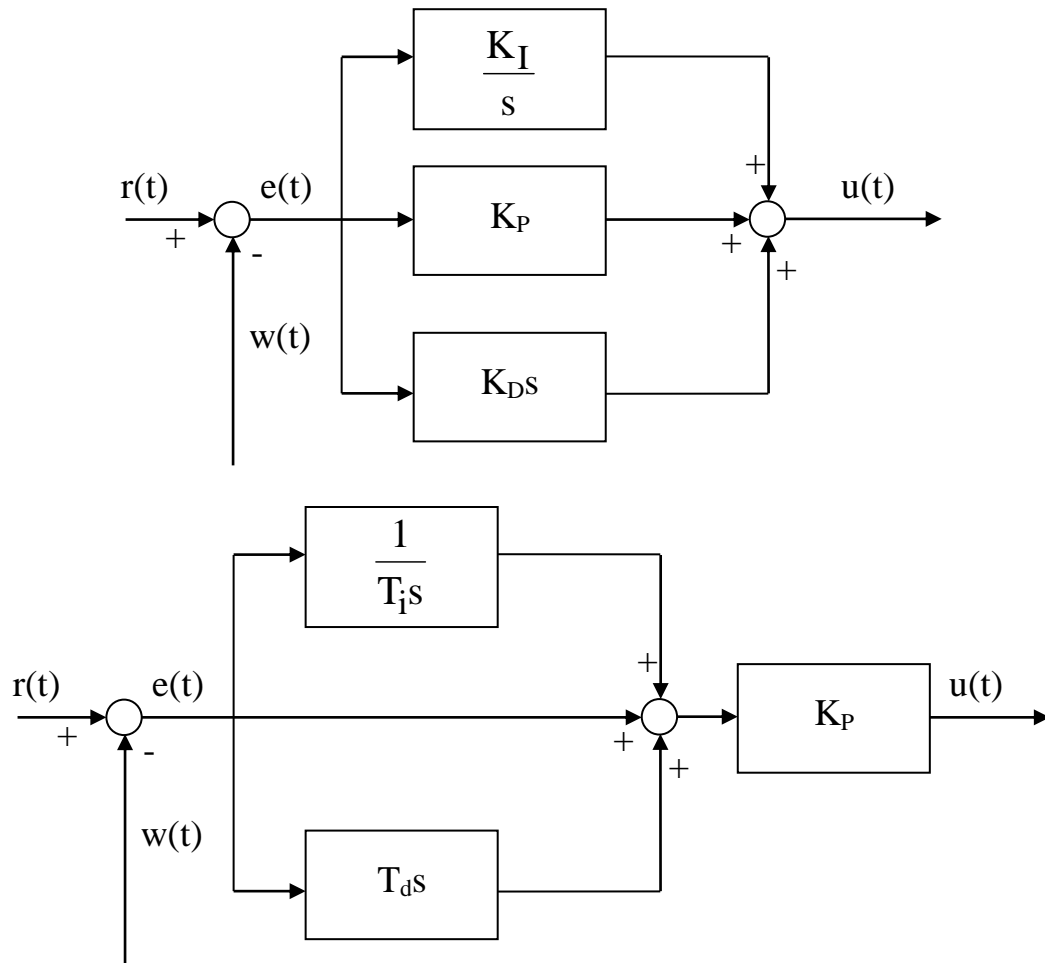 K_I
s
+
r(t)
e(t)
K_P
u(t)
+
+
-
+
w(t)
K_Ds
1
T_is
+
r(t)
e(t)
K_P
u(t)
+
-
+
+
w(t)
T_ds